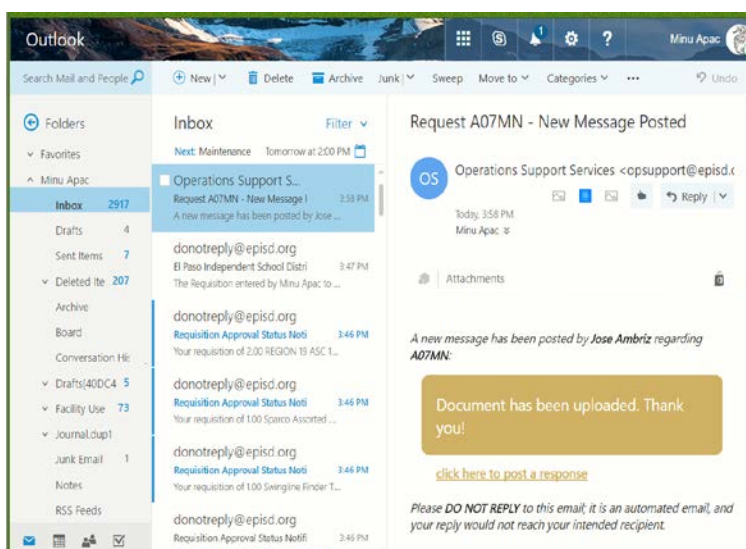 Outlook
1
Minu Apac
Search Mail and People
New
Delete
Archive
Junk
Sweep
Move to
Categories
Undo
Folders
Favorites
Minu Apac
Inbox 2917
Drafts 4
Sent Items 7
Deleted Ite 207
Archive
Board
Conversation His
Drafts(40DC4 5
Facility Use 73
Journal.dup1
Junk Email 1
Notes
RSS Feeds
Inbox
Filter
Next: Maintenance Tomorrow at 2:00 PM
Operations Support S...
Request A07MN - New Message 3:58 PM
A new message has been posted by Jose ...
donotreply@episd.org
El Paso Independent School Distri 3:47 PM
The Requisition entered by Minu Apac to ...
donotreply@episd.org
Requisition Approval Status Noti 3:46 PM
Your requisition of 2.00 REGION 19 ASC 1...
donotreply@episd.org
Requisition Approval Status Noti 3:46 PM
Your requisition of 1.00 Sparco Assorted ...
donotreply@episd.org
Requisition Approval Status Noti 3:46 PM
Your requisition of 1.00 Swingline Finder T...
donotreply@episd.org
Requisition Approval Status Notifi 3:46 PM
Request A07MN - New Message Posted
OS
Operations Support Services <opsupport@episd.o
Reply
Today, 3:58 PM
Minu Apac
Attachments
A new message has been posted by Jose Ambriz regarding
A07MN:
Document has been uploaded. Thank
you!
click here to post a response
Please DO NOT REPLY to this email; it is an automated email, and
your reply would not reach your intended recipient.